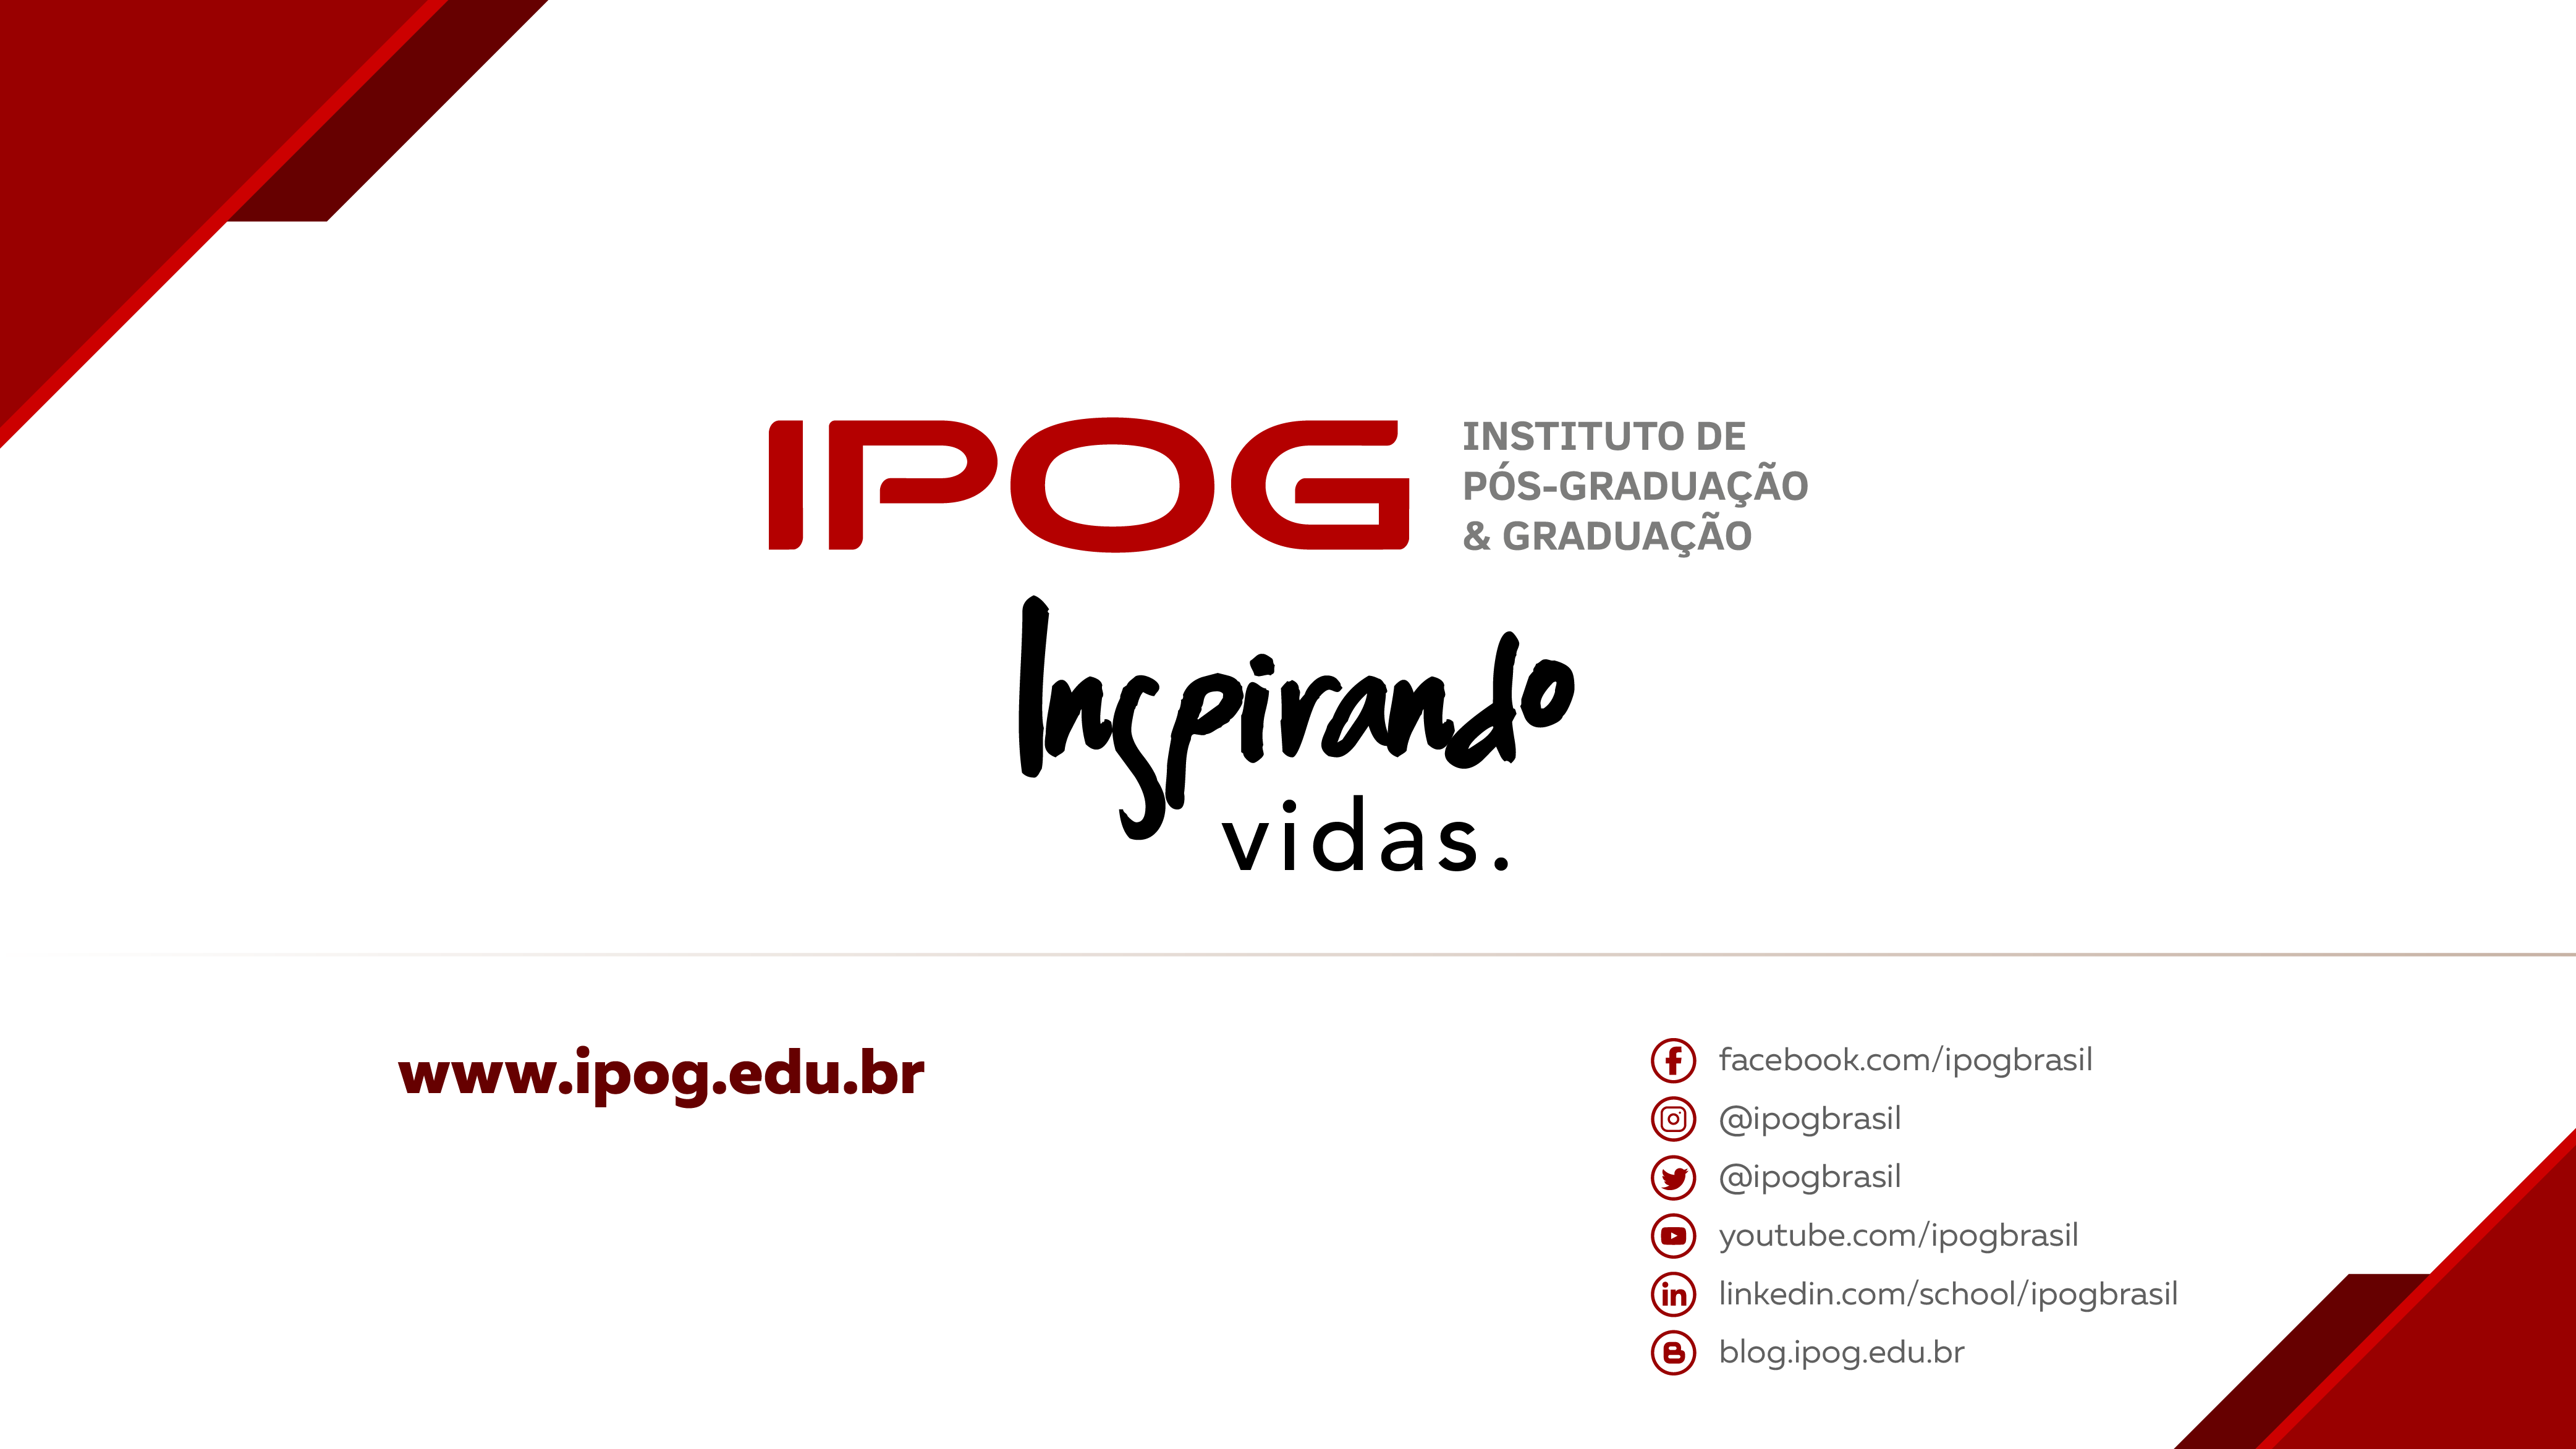 IPOG
INSTITUTO DE
PÓS-GRADUAÇÃO
& GRADUAÇÃO
Inspirando
vidas.
www.ipog.edu.br
facebook.com/ipogbrasil
@ipogbrasil
@ipogbrasil
youtube.com/ipogbrasil
linkedin.com/school/ipogbrasil
blog.ipog.edu.br